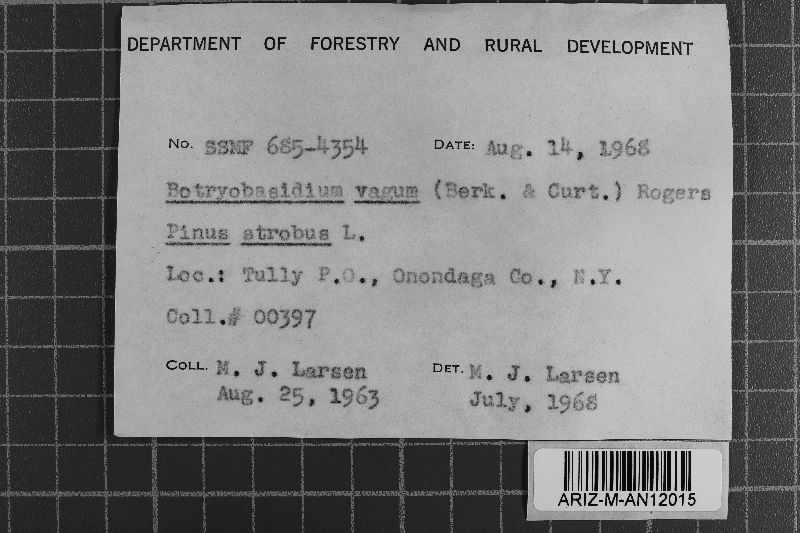 DEPARTMENT OF FORESTRY AND RURAL DEVELOPMENT
No. SSMF 685-4354 DATE: Aug. 14, 1968
Botryobasidium vagum (Berk. & Curt.) Rogers
Pinus strobus L.
Loc.: Tully P.O., Onondaga Co., N.Y.
Coll.# 00397
COLL. M. J. Larsen DET. M. J. Larsen
Aug. 25, 1963 July, 1968
ARIZ-M-AN12015